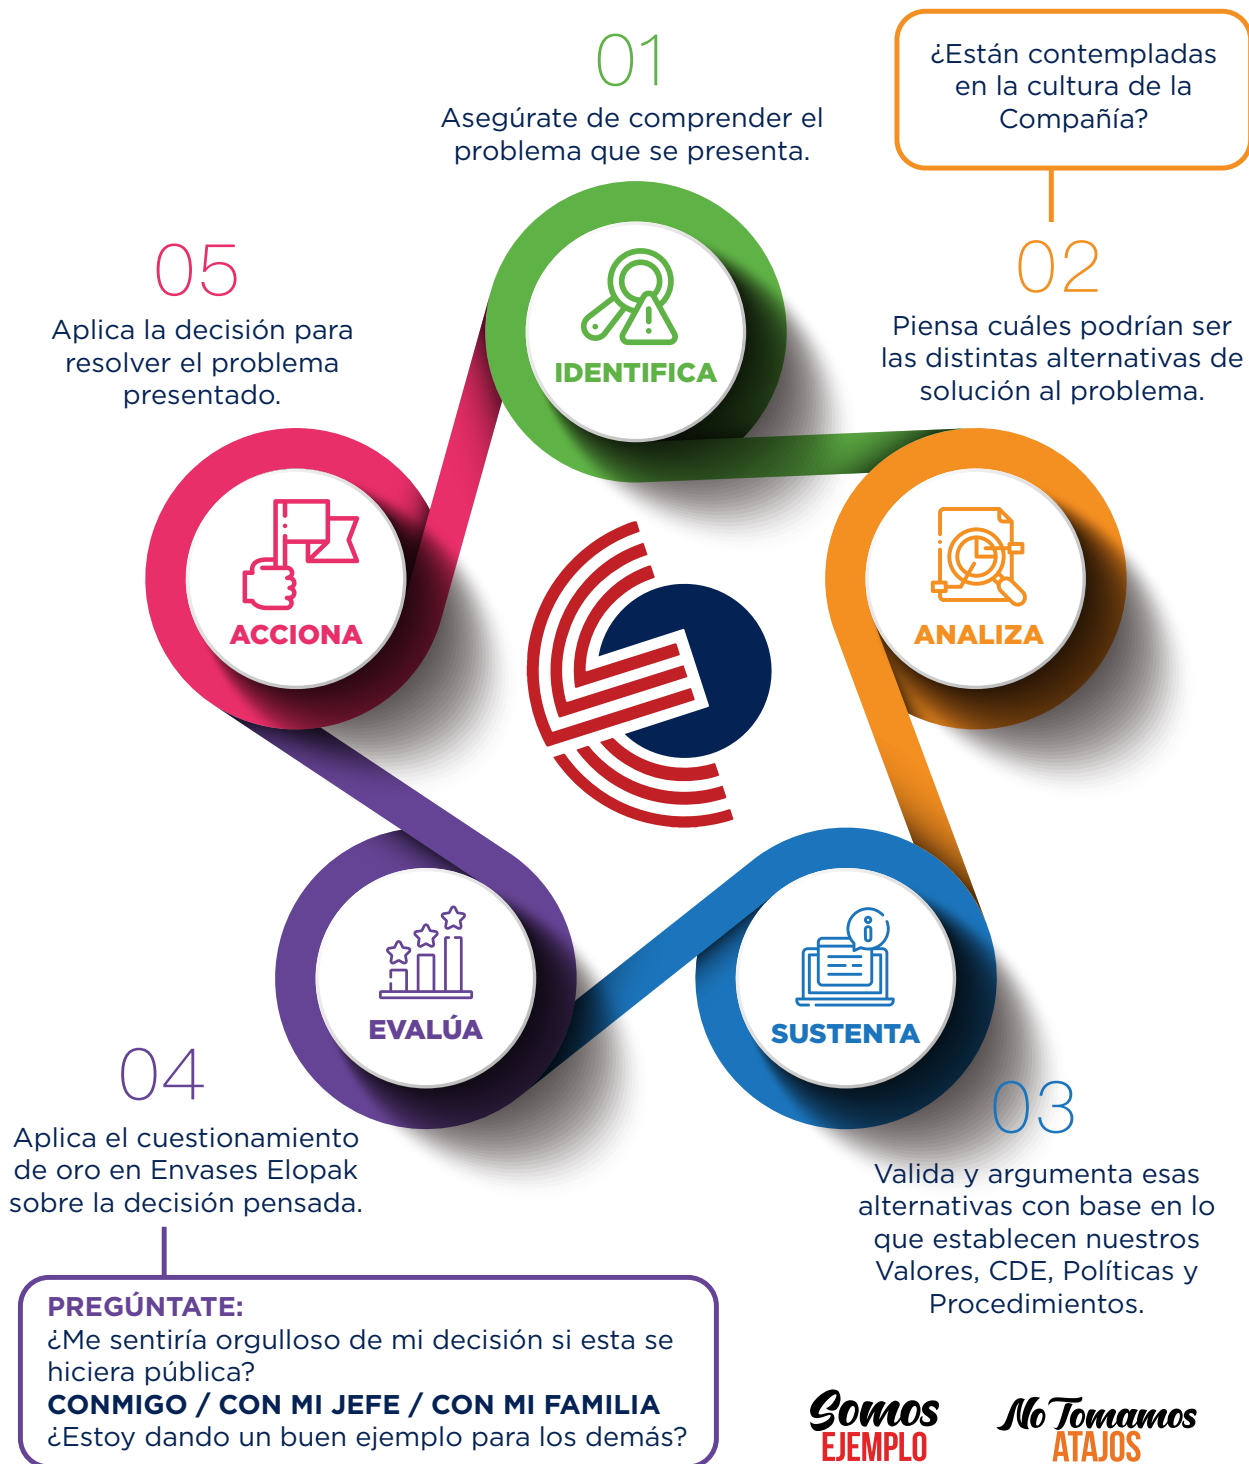 01
Asegúrate de comprender el
problema que se presenta.
IDENTIFICA
¿Están contempladas
en la cultura de la
Compañía?
02
Piensa cuáles podrían ser
las distintas alternativas de
solución al problema.
ANALIZA
SUSTENTA
03
Valida y argumenta esas
alternativas con base en lo
que establecen nuestros
Valores, CDE, Políticas y
Procedimientos.
EVALÚA
04
Aplica el cuestionamiento
de oro en Envases Elopak
sobre la decisión pensada.
PREGÚNTATE:
¿Me sentiría orgulloso de mi decisión si esta se
hiciera pública?
CONMIGO / CON MI JEFE / CON MI FAMILIA
¿Estoy dando un buen ejemplo para los demás?
05
Aplica la decisión para
resolver el problema
presentado.
ACCIONA
Somos
EJEMPLO
No Tomamos
ATAJOS